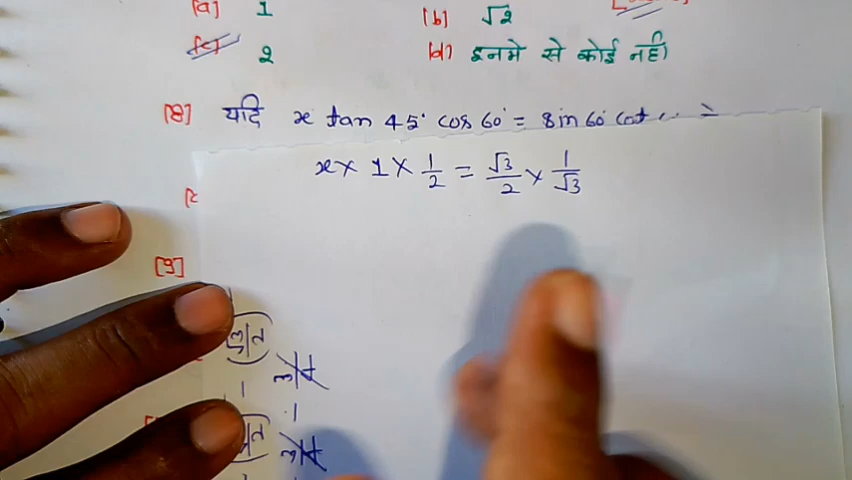 [a] 1 [b] √2
[c] 2 [d] इनमे से कोई नही
[8] यदि x tan 45° cos 60° = sin 60° cot
x × 1 × 1/2 = √3/2 × 1/√3
[9]